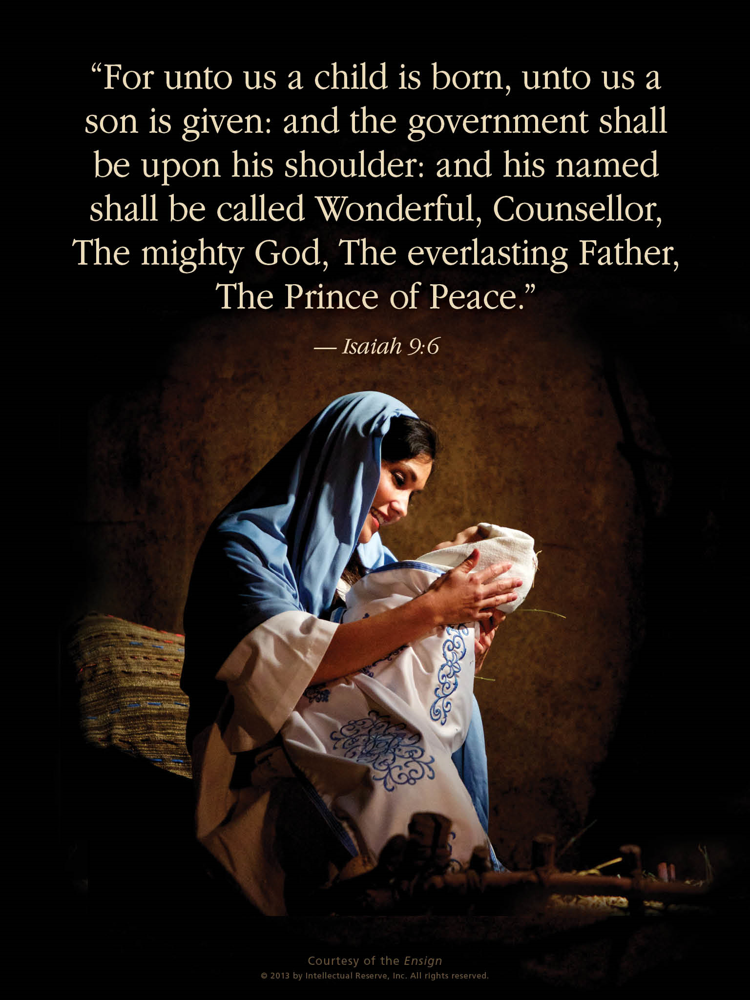 “For unto us a child is born, unto us a
son is given: and the government shall
be upon his shoulder: and his named
shall be called Wonderful, Counsellor,
The mighty God, The everlasting Father,
The Prince of Peace.”
— Isaiah 9:6
Courtesy of the Ensign
© 2013 by Intellectual Reserve, Inc. All rights reserved.